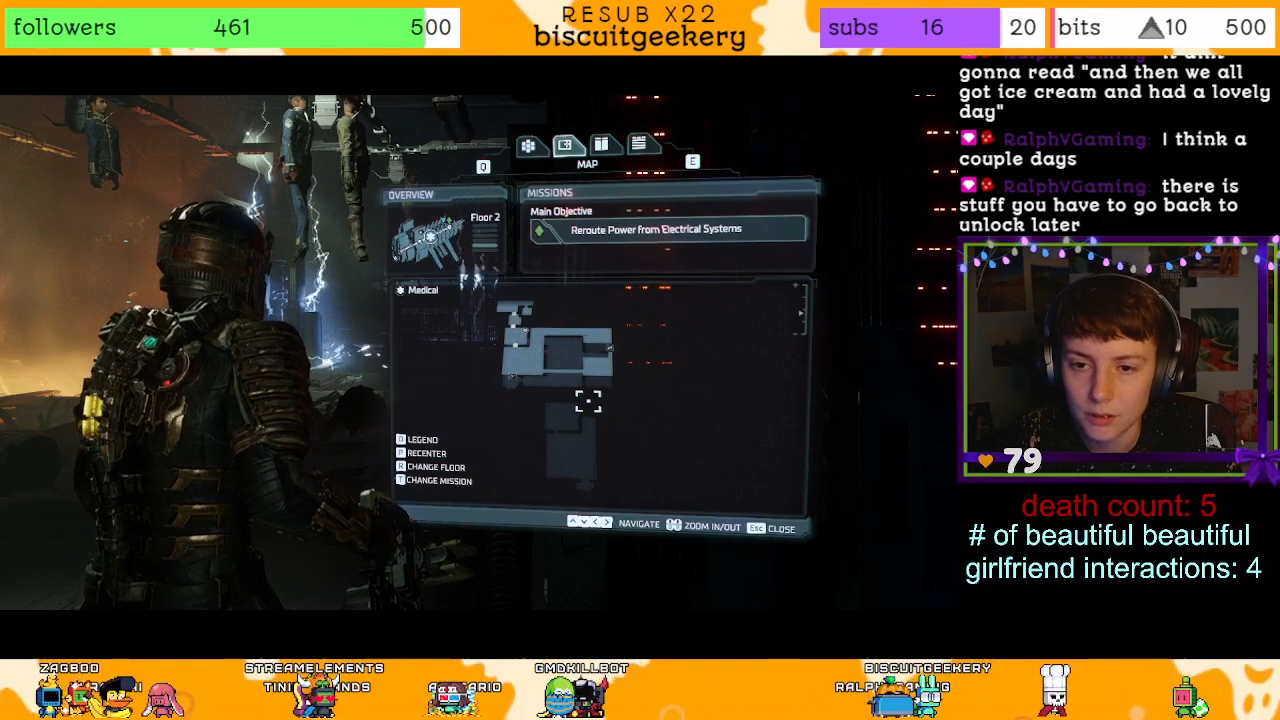 followers 461 500
RESUB X22
biscuitgeekery
subs 16 20
bits 10 500
gonna read "and then we all
got ice cream and had a lovely
day"
RalphVGaming: I think a
couple days
RalphVGaming: there is
stuff you have to go back to
unlock later
MAP
Q
E
OVERVIEW
Floor 2
MISSIONS
Main Objective
Reroute Power from Electrical Systems
Medical
LEGEND
P RECENTER
R CHANGE FLOOR
T CHANGE MISSION
NAVIGATE
ZOOM IN/OUT
Esc CLOSE
79
death count: 5
# of beautiful beautiful
girlfriend interactions: 4
ZAGBOO
STREAMELEMENTS
GMDKILLBOT
BISCUITGEEKERY